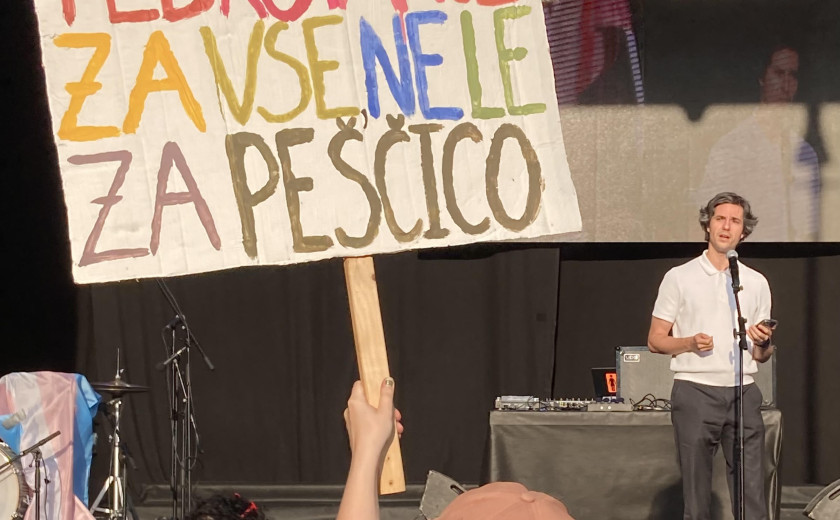 ZA VSE, NE LE
ZA PEŠČICO